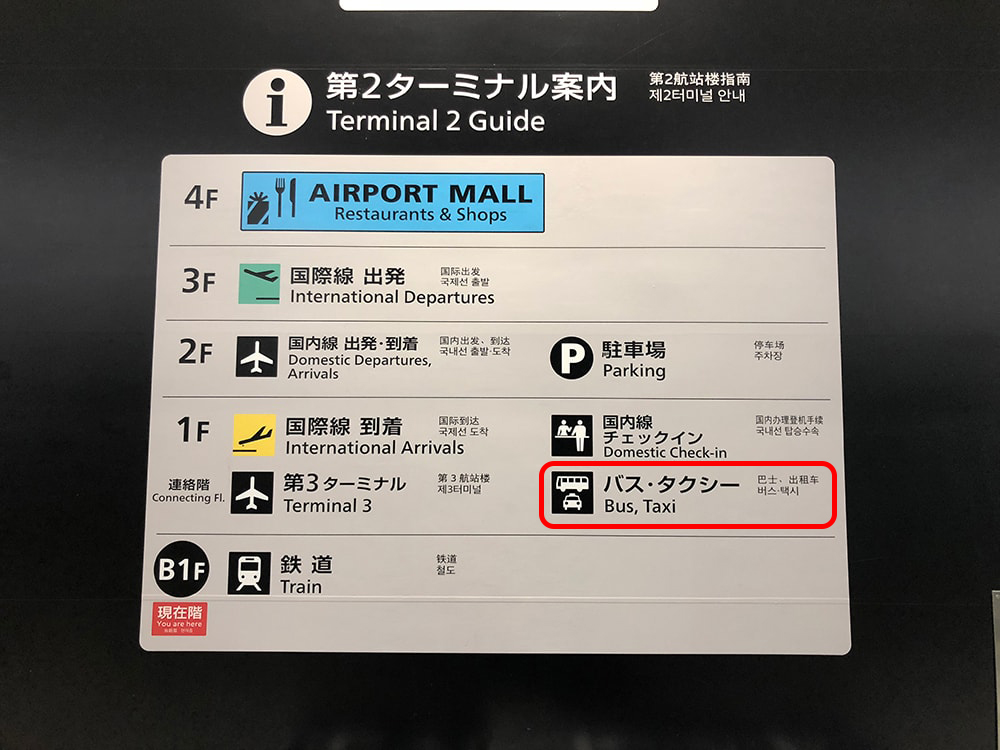 i
第2ターミナル案内
Terminal 2 Guide
第2航站楼指南
제2터미널 안내
4F
AIRPORT MALL
Restaurants & Shops
3F
国際線 出発
International Departures
国际出发
국제선 출발
2F
国内線 出発・到着
Domestic Departures,
Arrivals
国内出发、到达
국내선 출발·도착
P
駐車場
Parking
停车场
주차장
1F
国際線 到着
International Arrivals
国际到达
국제선 도착
国内線
チェックイン
Domestic Check-in
国内办理登机手续
국내선 탑승수속
連絡階
Connecting Fl.
第3ターミナル
Terminal 3
第3航站楼
제3터미널
バス・タクシー
Bus, Taxi
巴士、出租车
버스·택시
B1F
鉄道
Train
铁道
철도
現在階
You are here